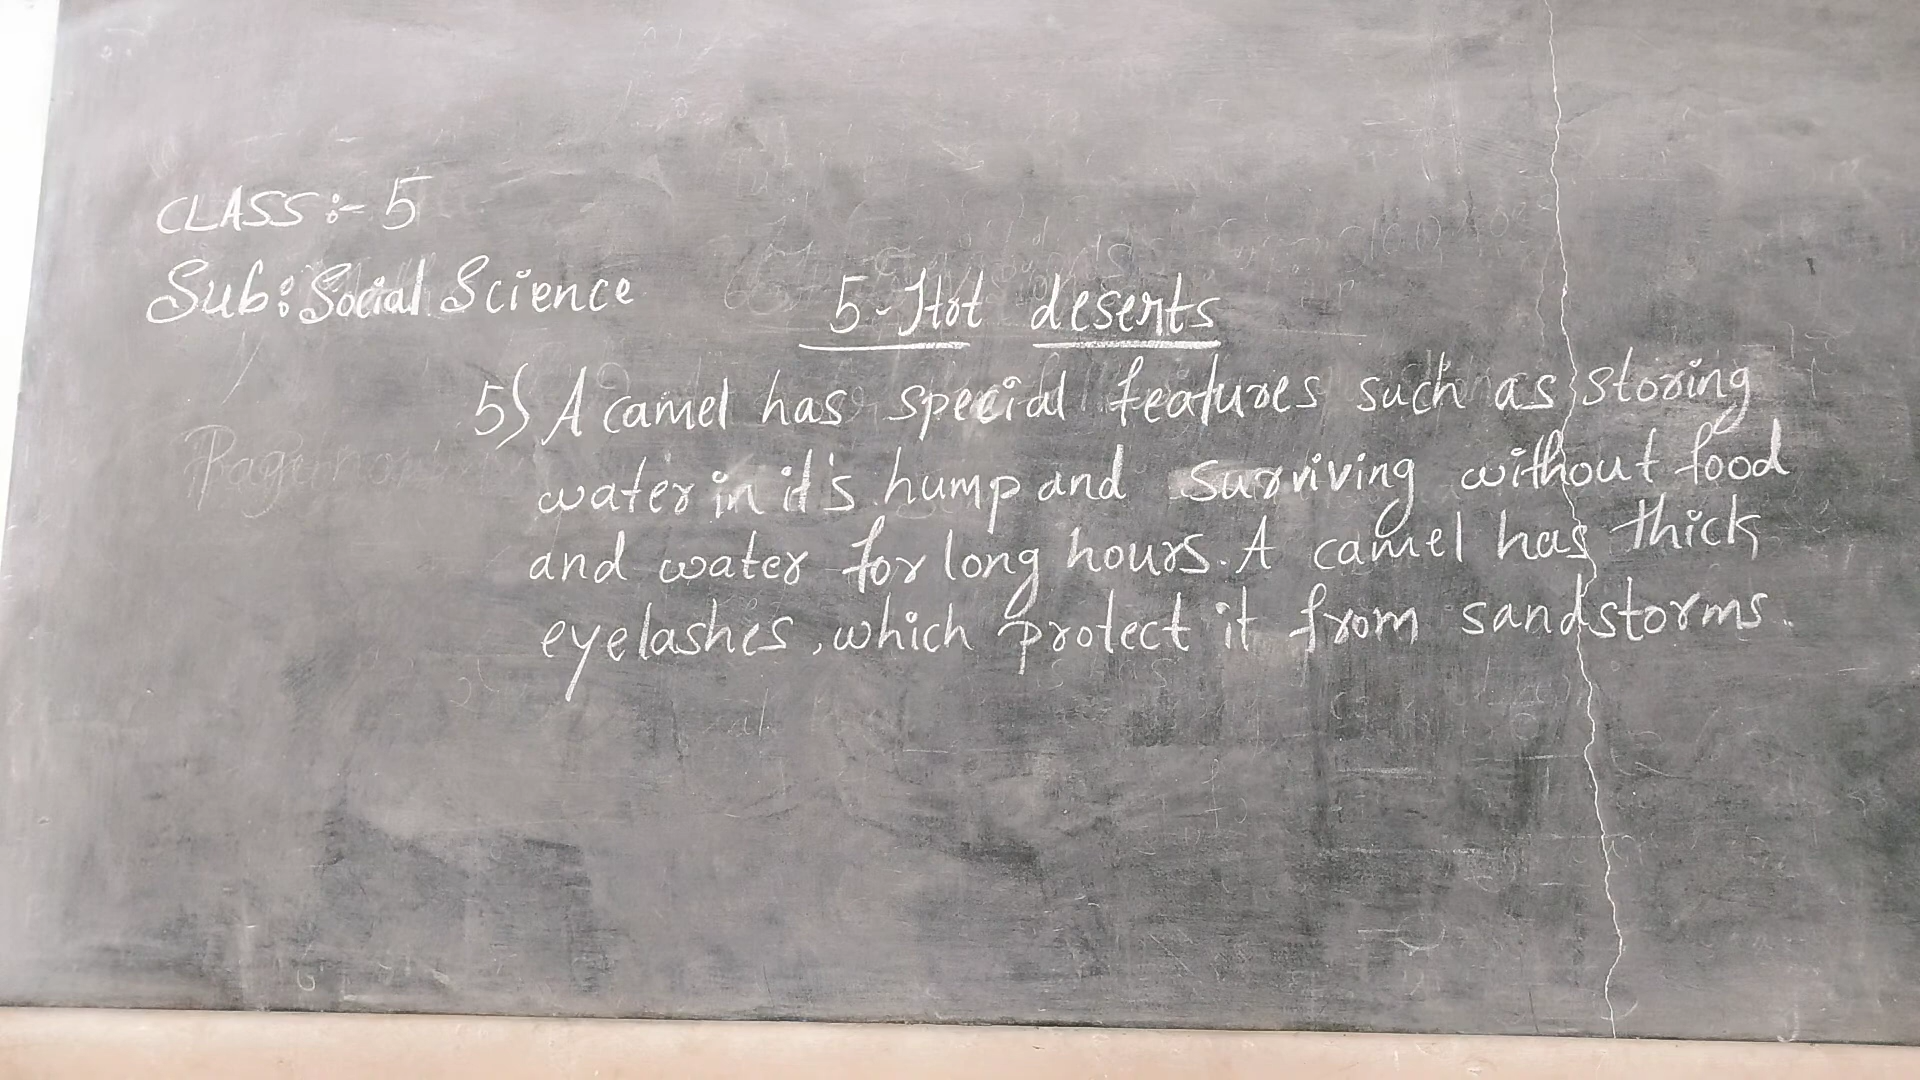 CLASS:- 5
Sub: Social Science
5-Hot deserts
5) A camel has special features such as storing
water in it's hump and surviving without food
and water for long hours. A camel has thick
eyelashes, which protect it from sandstorms.